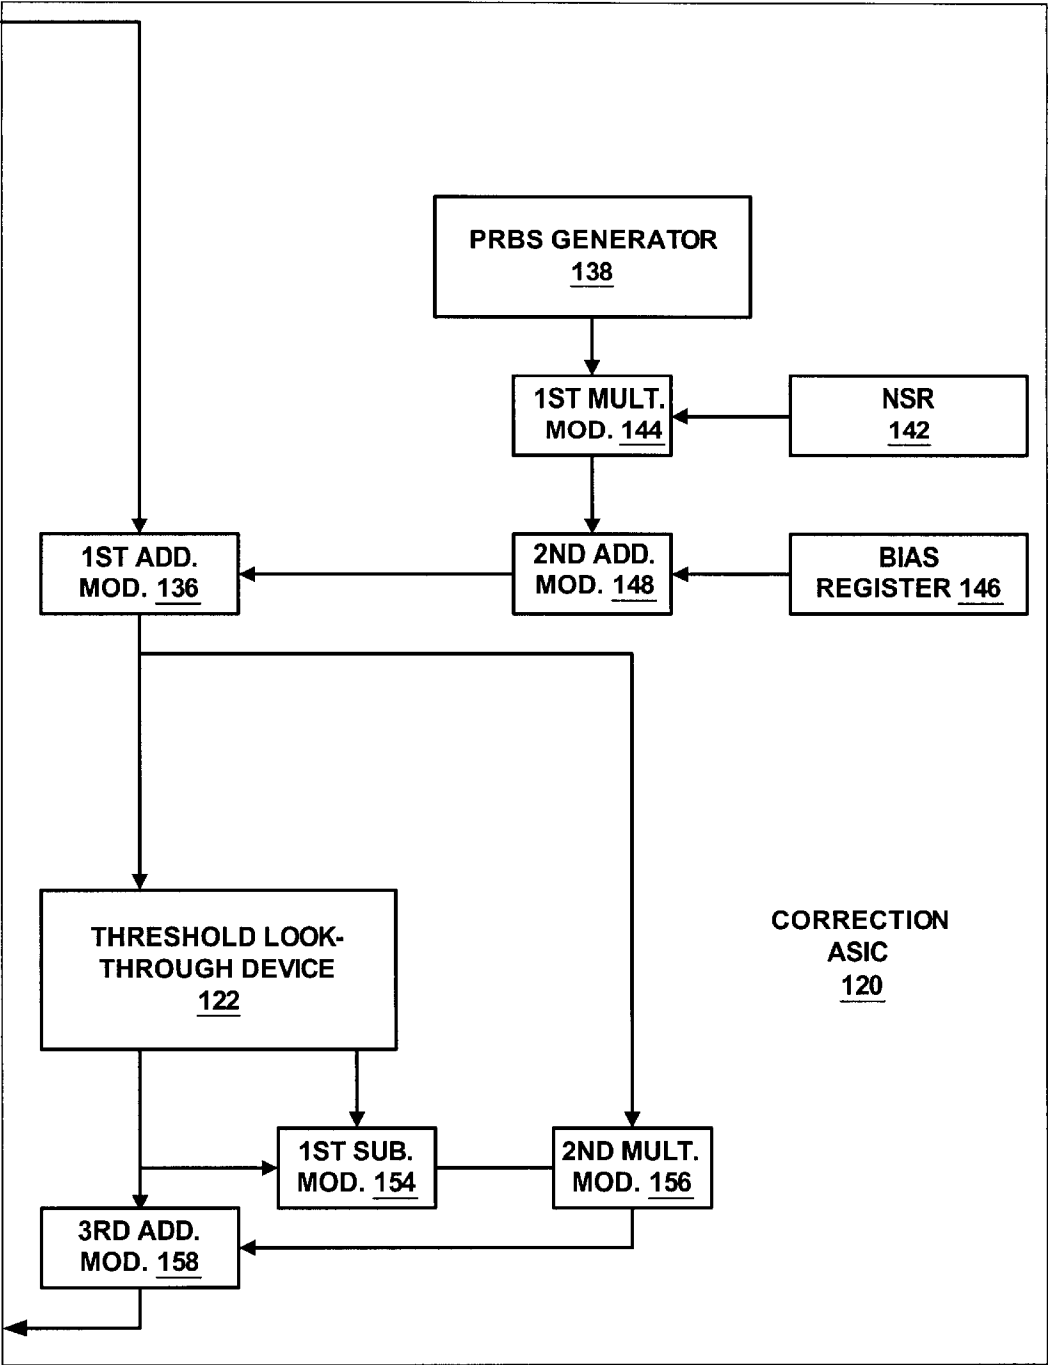 PRBS GENERATOR
138
1ST MULT.
MOD. 144
NSR
142
1ST ADD.
MOD. 136
2ND ADD.
MOD. 148
BIAS
REGISTER 146
THRESHOLD LOOK-
THROUGH DEVICE
122
CORRECTION
ASIC
120
1ST SUB.
MOD. 154
2ND MULT.
MOD. 156
3RD ADD.
MOD. 158